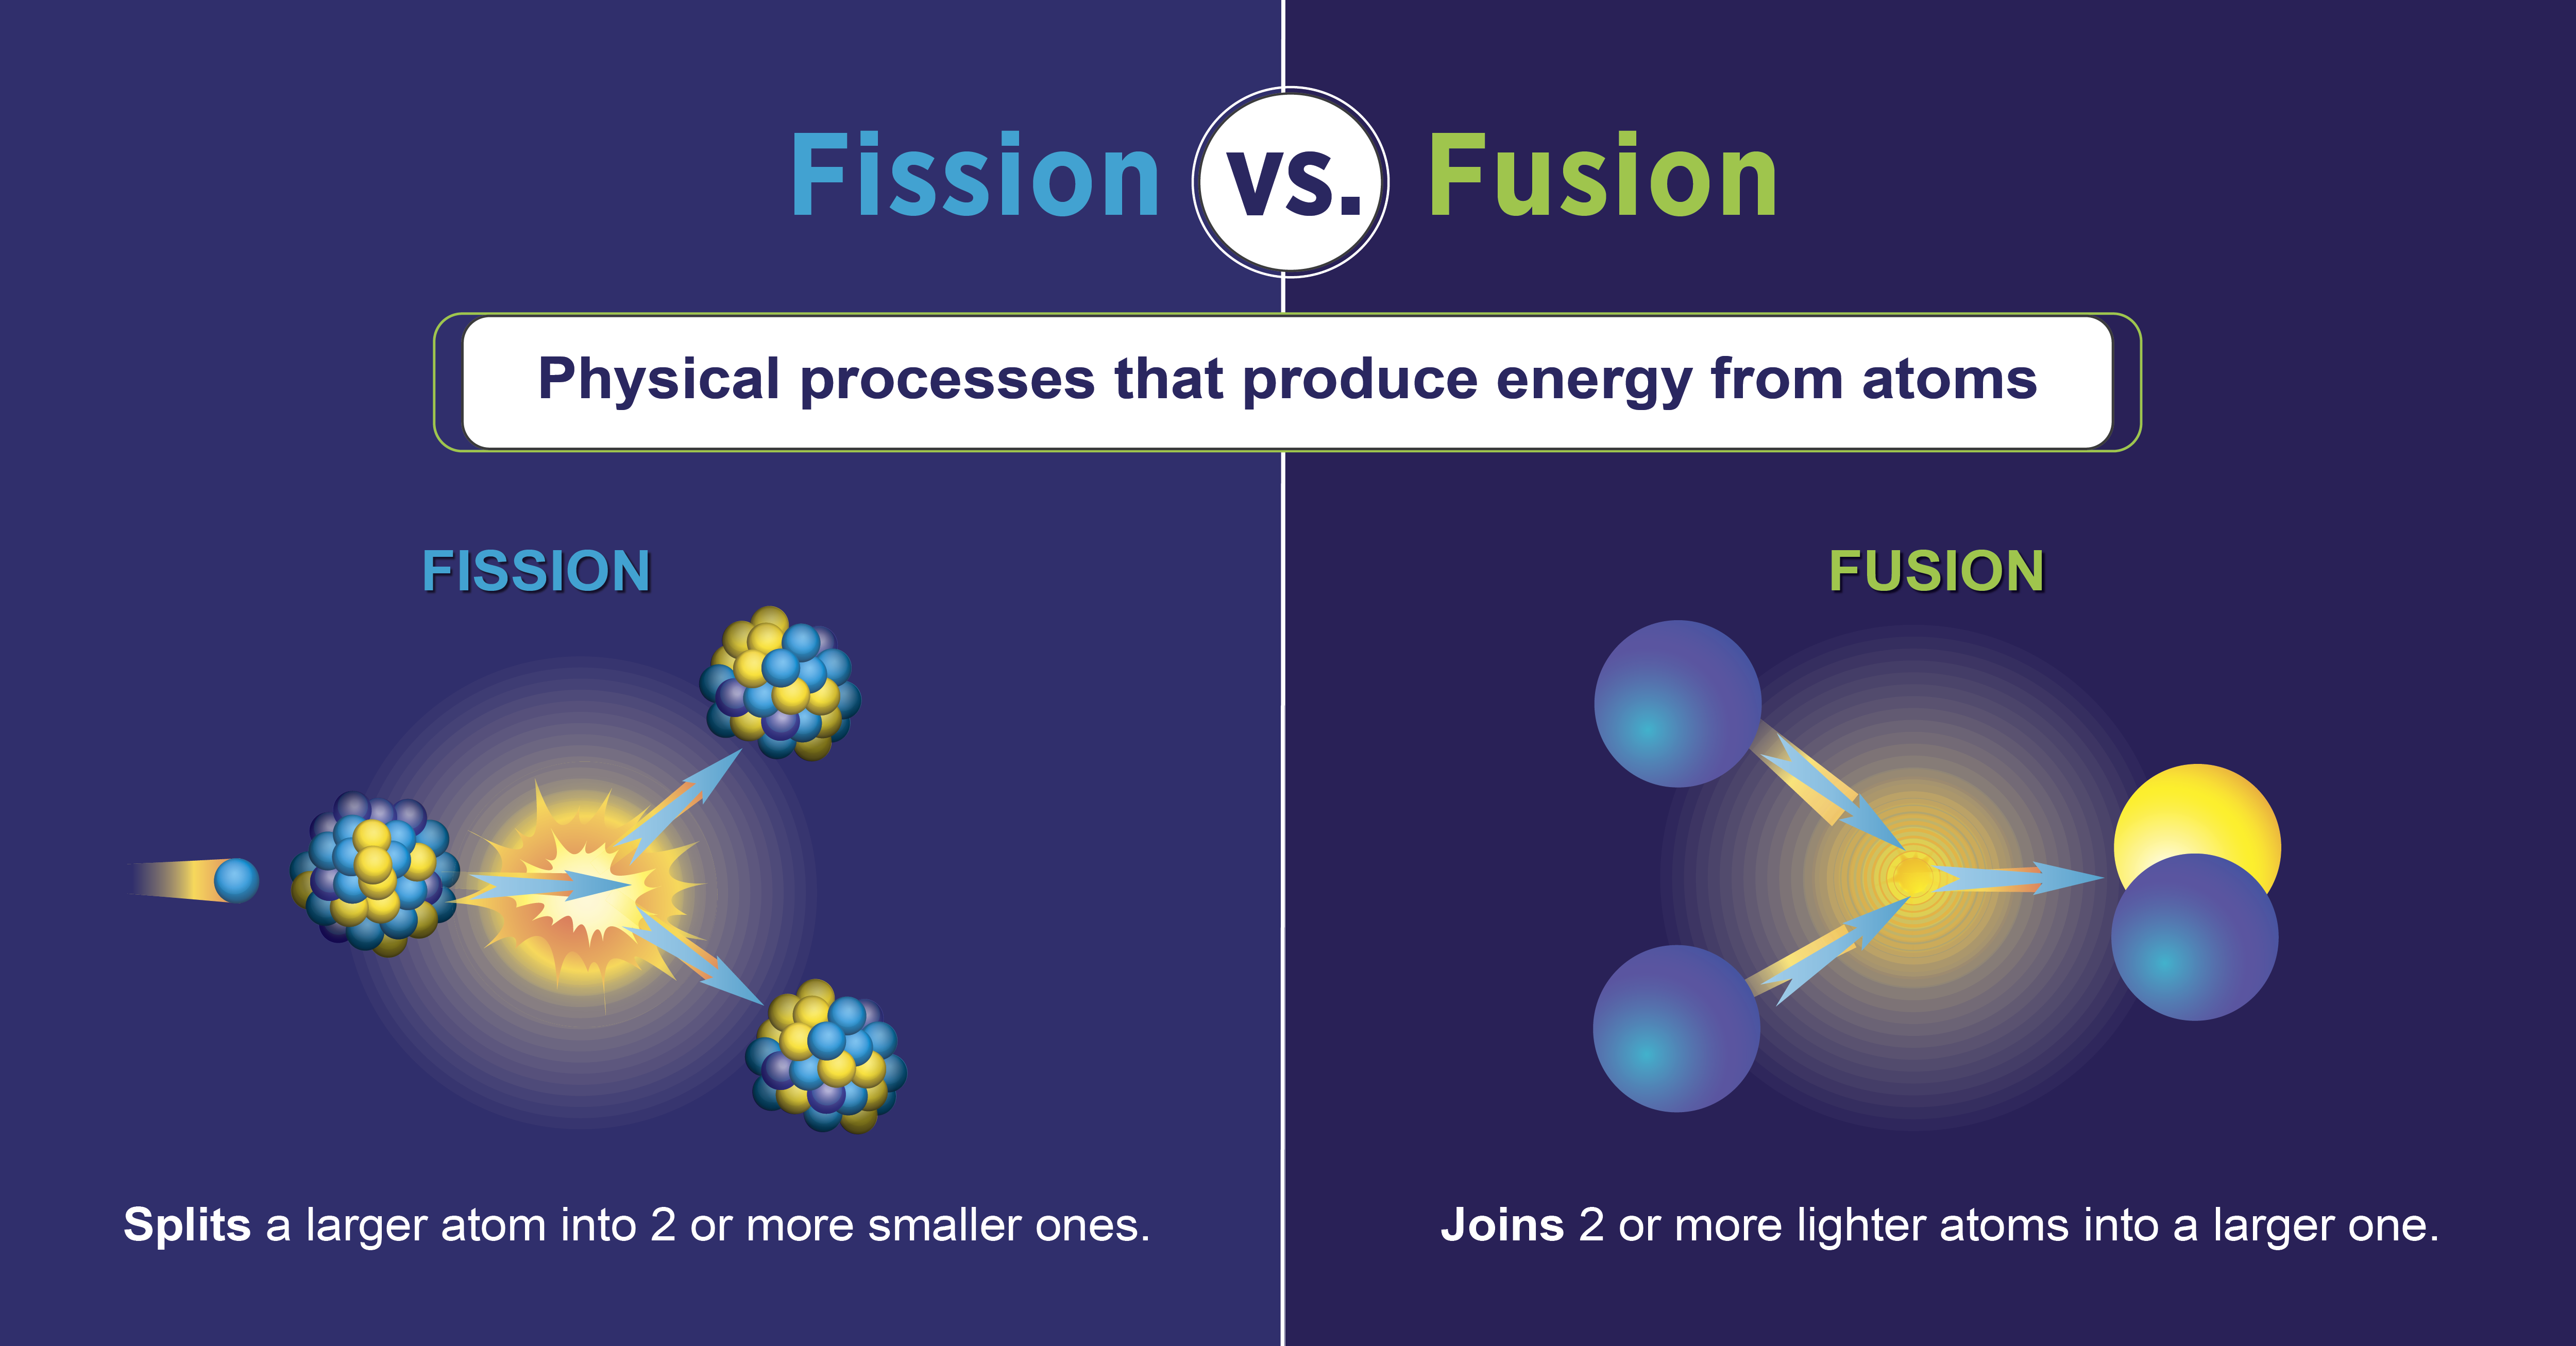 Fission vs. Fusion
Physical processes that produce energy from atoms
FISSION
Splits a larger atom into 2 or more smaller ones.
FUSION
Joins 2 or more lighter atoms into a larger one.